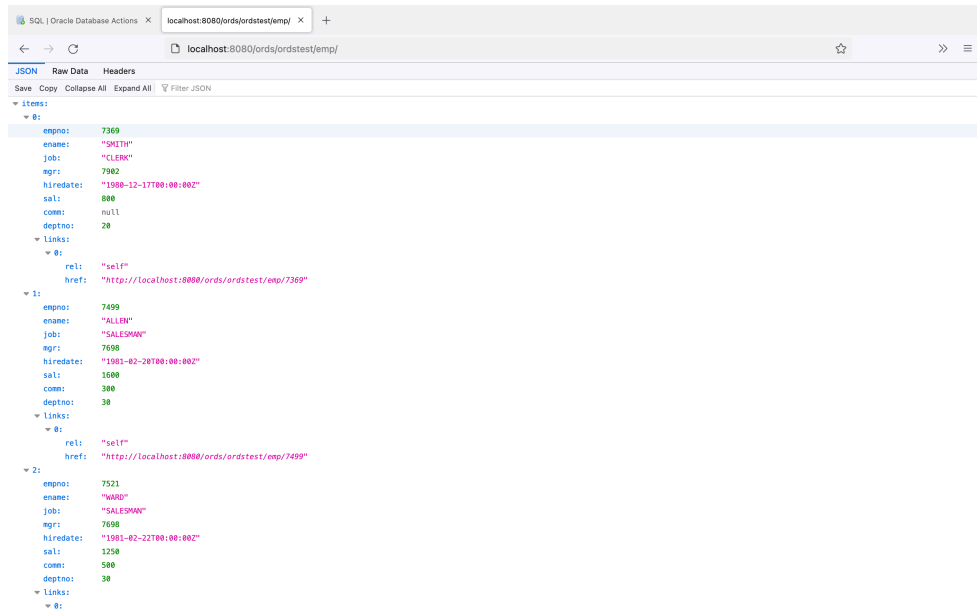 SQL | Oracle Database Actions
localhost:8080/ords/ordstest/emp/
localhost:8080/ords/ordstest/emp/
JSON Raw Data Headers
Save Copy Collapse All Expand All Filter JSON
items:
0:
empno: 7369
ename: "SMITH"
job: "CLERK"
mgr: 7902
hiredate: "1980-12-17T00:00:00Z"
sal: 800
comm: null
deptno: 20
links:
0:
rel: "self"
href: "http://localhost:8080/ords/ordstest/emp/7369"
1:
empno: 7499
ename: "ALLEN"
job: "SALESMAN"
mgr: 7698
hiredate: "1981-02-20T00:00:00Z"
sal: 1600
comm: 300
deptno: 30
links:
0:
rel: "self"
href: "http://localhost:8080/ords/ordstest/emp/7499"
2:
empno: 7521
ename: "WARD"
job: "SALESMAN"
mgr: 7698
hiredate: "1981-02-22T00:00:00Z"
sal: 1250
comm: 500
deptno: 30
links:
0: